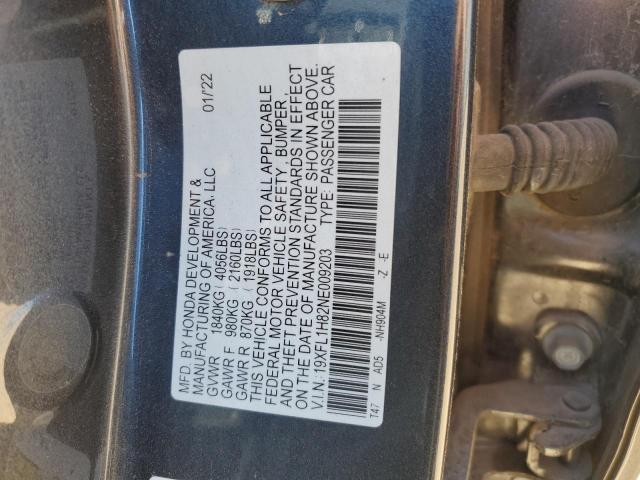 MFD. BY HONDA DEVELOPMENT &
MANUFACTURING OF AMERICA, LLC 01/'22
GVWR 1840KG ( 4056LBS)
GAWR F 980KG ( 2160LBS)
GAWR R 870KG ( 1918LBS)
THIS VEHICLE CONFORMS TO ALL APPLICABLE
FEDERAL MOTOR VEHICLE SAFETY, BUMPER,
AND THEFT PREVENTION STANDARDS IN EFFECT
ON THE DATE OF MANUFACTURE SHOWN ABOVE.
V.I.N.: 19XFL1H82NE009203 TYPE: PASSENGER CAR
T47 N AD5 -NH904M -Z -E